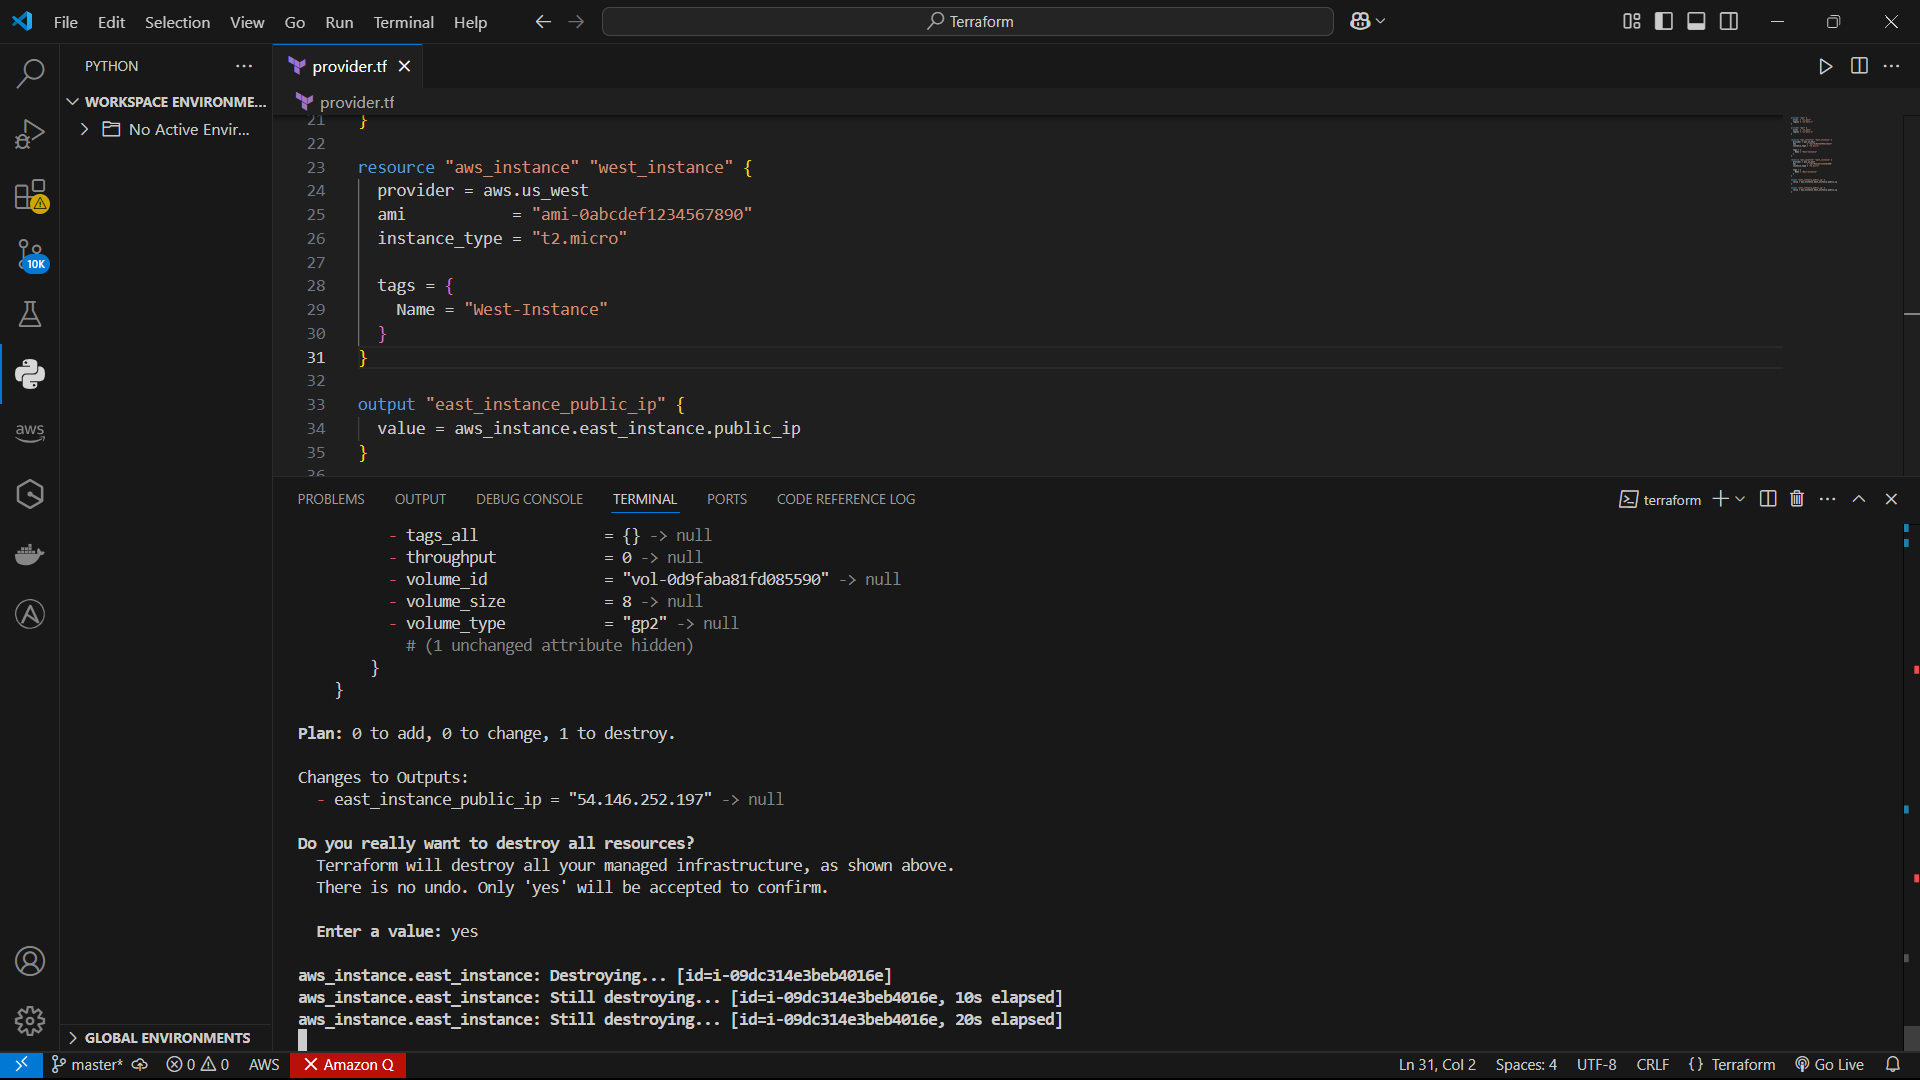 File Edit Selection View Go Run Terminal Help
Terraform
PYTHON
WORKSPACE ENVIRONME...
No Active Envir...
10K
aws
GLOBAL ENVIRONMENTS
provider.tf
provider.tf
21 }
22
23 resource "aws_instance" "west_instance" {
24 provider = aws.us_west
25 ami = "ami-0abcdef1234567890"
26 instance_type = "t2.micro"
27
28 tags = {
29 Name = "West-Instance"
30 }
31 }
32
33 output "east_instance_public_ip" {
34 value = aws_instance.east_instance.public_ip
35 }
36
PROBLEMS OUTPUT DEBUG CONSOLE TERMINAL PORTS CODE REFERENCE LOG
terraform
- tags_all = {} -> null
- throughput = 0 -> null
- volume_id = "vol-0d9faba81fd085590" -> null
- volume_size = 8 -> null
- volume_type = "gp2" -> null
# (1 unchanged attribute hidden)
}
}
Plan: 0 to add, 0 to change, 1 to destroy.
Changes to Outputs:
- east_instance_public_ip = "54.146.252.197" -> null
Do you really want to destroy all resources?
Terraform will destroy all your managed infrastructure, as shown above.
There is no undo. Only 'yes' will be accepted to confirm.
Enter a value: yes
aws_instance.east_instance: Destroying... [id=i-09dc314e3beb4016e]
aws_instance.east_instance: Still destroying... [id=i-09dc314e3beb4016e, 10s elapsed]
aws_instance.east_instance: Still destroying... [id=i-09dc314e3beb4016e, 20s elapsed]
master* 0 0 AWS Amazon Q Ln 31, Col 2 Spaces: 4 UTF-8 CRLF {} Terraform Go Live